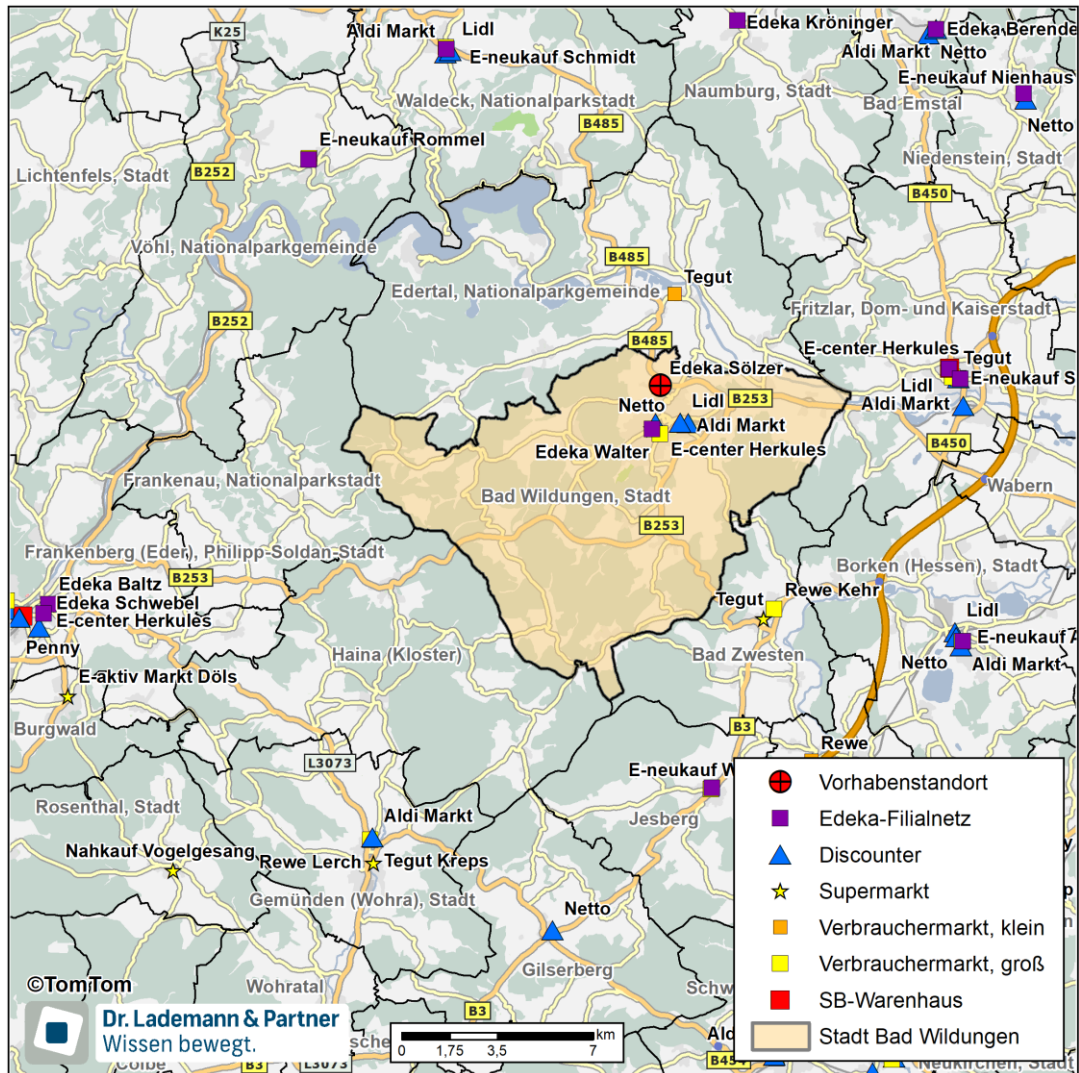 K25
Aldi Markt
Lidl
E-neukauf Schmidt
Edeka Kröninger
Edeka Berende
Aldi Markt
Netto
E-neukauf Nienhaus
Bad Emstal
Netto
Waldeck, Nationalparkstadt
Naumburg, Stadt
B485
E-neukauf Rommel
B252
Lichtenfels, Stadt
Niedenstein, Stadt
B450
Vöhl, Nationalparkgemeinde
B485
Tegut
Edertal, Nationalparkgemeinde
Fritzlar, Dom- und Kaiserstadt
B252
B485
E-center Herkules
Tegut
Edeka Sölzer
E-neukauf S
Lidl
Aldi Markt
Netto
Lidl
B253
Aldi Markt
Edeka Walter
E-center Herkules
B450
Frankenau, Nationalparkstadt
Bad Wildungen, Stadt
Wabern
B253
Frankenberg (Eder), Philipp-Soldan-Stadt
Borken (Hessen), Stadt
B253
Edeka Baltz
Edeka Schwebel
E-center Herkules
Penny
Tegut
Rewe Kehr
Lidl
E-neukauf A
Netto
Aldi Markt
Haina (Kloster)
Bad Zwesten
E-aktiv Markt Döls
Burgwald
B3
Rewe
L3073
E-neukauf W
Rosenthal, Stadt
Jesberg
Aldi Markt
Nahkauf Vogelgesang
Rewe Lerch
Tegut Kreps
Gemünden (Wohra), Stadt
Netto
Gilserberg
Wohratal
Schw
B3
B3
L3073
Cölbe
B454
Neukirchen, Stadt
Vorhabenstandort
Edeka-Filialnetz
Discounter
Supermarkt
Verbrauchermarkt, klein
Verbrauchermarkt, groß
SB-Warenhaus
Stadt Bad Wildungen
©TomTom
Dr. Lademann & Partner
Wissen bewegt.
km
0 1,75 3,5 7